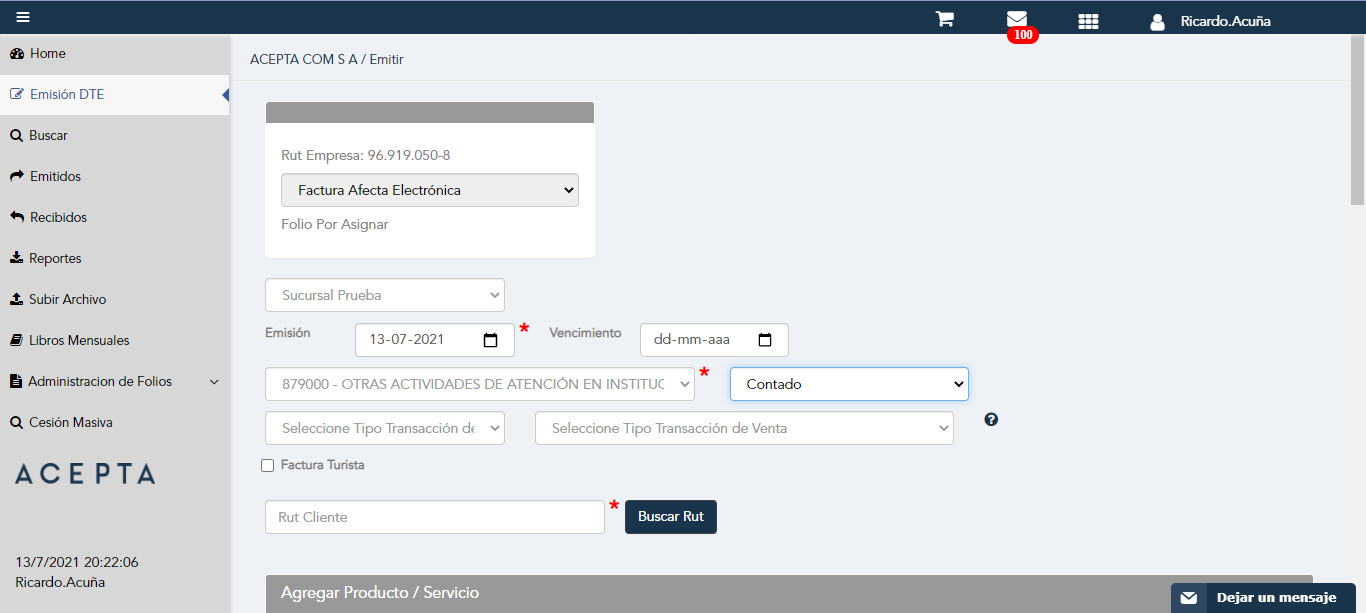 Ricardo.Acuña
100
Home
Emisión DTE
Buscar
Emitidos
Recibidos
Reportes
Subir Archivo
Libros Mensuales
Administracion de Folios
Cesión Masiva
ACEPTA
13/7/2021 20:22:06
Ricardo.Acuña
ACEPTA COM S A / Emitir
Rut Empresa: 96.919.050-8
Factura Afecta Electrónica
Folio Por Asignar
Sucursal Prueba
Emisión 13-07-2021 * Vencimiento dd-mm-aaa
879000 - OTRAS ACTIVIDADES DE ATENCIÓN EN INSTITUC * Contado
Seleccione Tipo Transacción de Seleccione Tipo Transacción de Venta ?
Factura Turista
Rut Cliente * Buscar Rut
Agregar Producto / Servicio
Dejar un mensaje